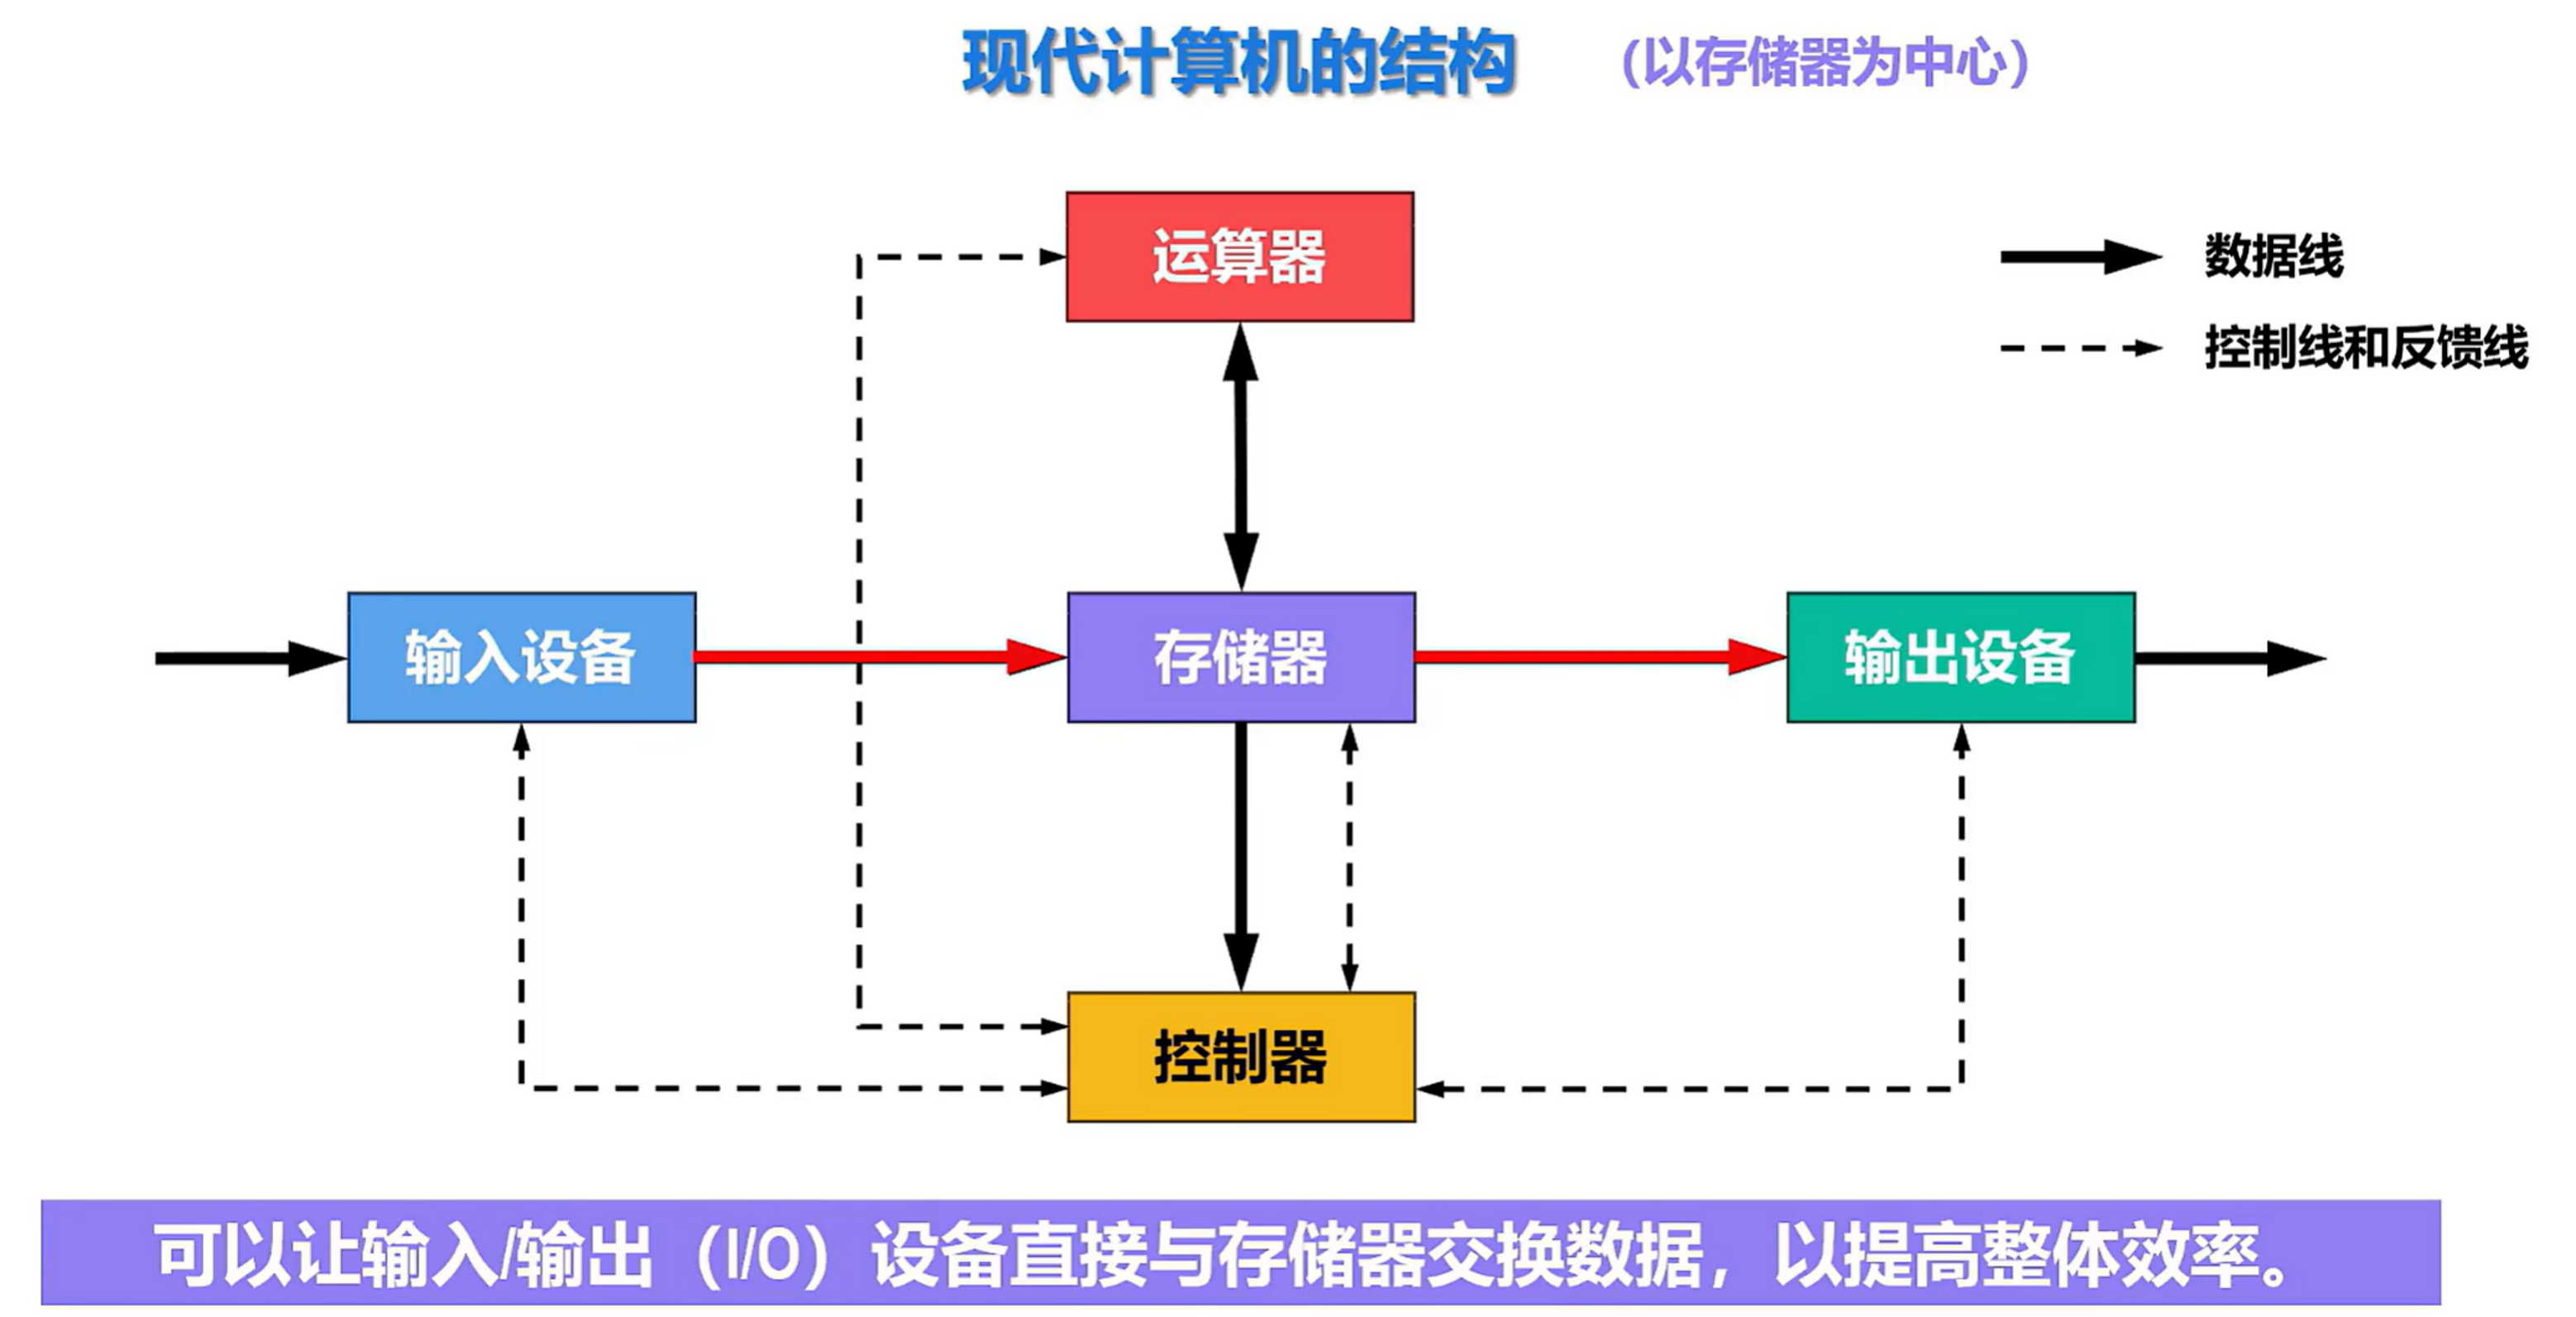 现代计算机的结构 （以存储器为中心）
运算器
数据线
控制线和反馈线
输入设备
存储器
输出设备
控制器
可以让输入/输出（I/O）设备直接与存储器交换数据，以提高整体效率。